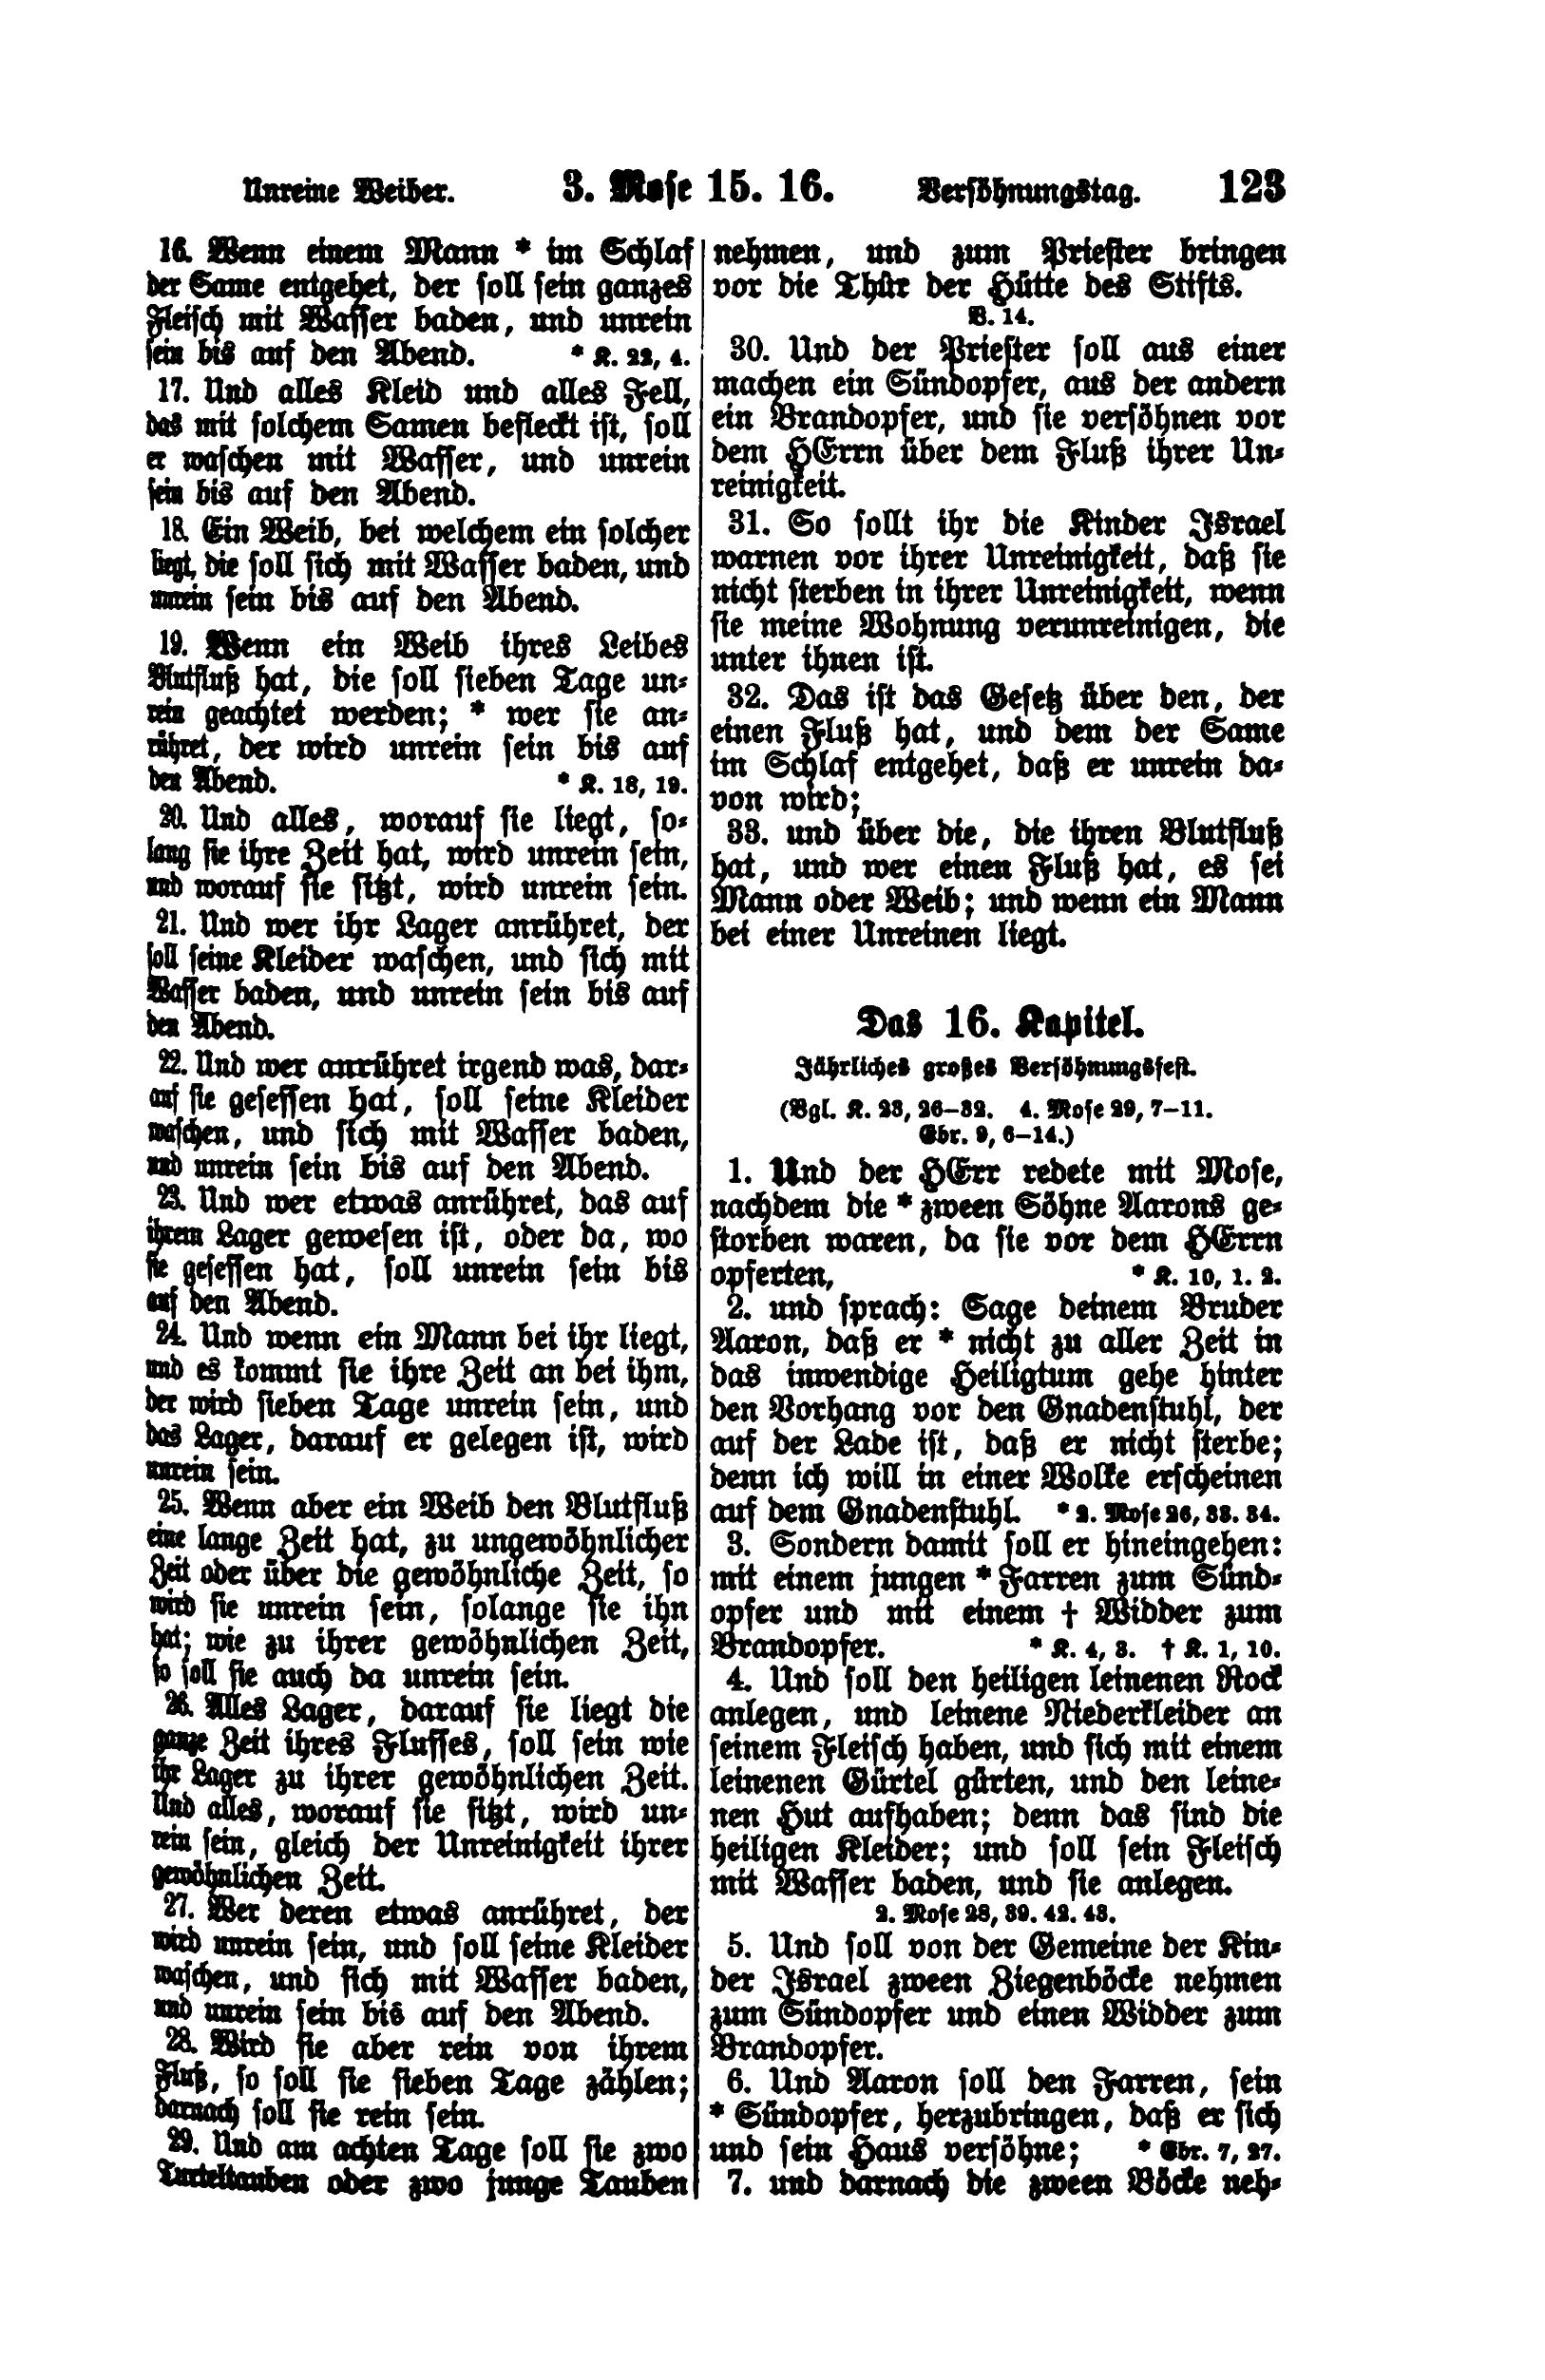 Unreine Weiber. 3. Mose 15. 16. Versöhnungstag. 123
16. Wenn einem Mann * im Schlaf
der Same entgehet, der soll sein ganzes
Fleisch mit Wasser baden, und unrein
sein bis auf den Abend. * K. 22, 4.
17. Und alles Kleid und alles Fell,
das mit solchem Samen befleckt ist, soll
er waschen mit Wasser, und unrein
sein bis auf den Abend.
18. Ein Weib, bei welchem ein solcher
liegt, die soll sich mit Wasser baden, und
unrein sein bis auf den Abend.
19. Wenn ein Weib ihres Leibes
Blutfluß hat, die soll sieben Tage un-
rein geachtet werden; * wer sie an-
rühret, der wird unrein sein bis auf
den Abend. * K. 18, 19.
20. Und alles, worauf sie liegt, so-
lang sie ihre Zeit hat, wird unrein sein,
und worauf sie sitzt, wird unrein sein.
21. Und wer ihr Lager anrühret, der
soll seine Kleider waschen, und sich mit
Wasser baden, und unrein sein bis auf
den Abend.
22. Und wer anrühret irgend was, dar-
auf sie gesessen hat, soll seine Kleider
waschen, und sich mit Wasser baden,
und unrein sein bis auf den Abend.
23. Und wer etwas anrühret, das auf
ihrem Lager gewesen ist, oder da, wo
sie gesessen hat, soll unrein sein bis
auf den Abend.
24. Und wenn ein Mann bei ihr liegt,
und es kommt sie ihre Zeit an bei ihm,
der wird sieben Tage unrein sein, und
das Lager, darauf er gelegen ist, wird
unrein sein.
25. Wenn aber ein Weib den Blutfluß
eine lange Zeit hat, zu ungewöhnlicher
Zeit oder über die gewöhnliche Zeit, so
wird sie unrein sein, solange sie ihn
hat; wie zu ihrer gewöhnlichen Zeit,
so soll sie auch da unrein sein.
26. Alles Lager, darauf sie liegt die
ganze Zeit ihres Flusses, soll sein wie
ihr Lager zu ihrer gewöhnlichen Zeit.
Und alles, worauf sie sitzt, wird un-
rein sein, gleich der Unreinigkeit ihrer
gewöhnlichen Zeit.
27. Wer deren etwas anrühret, der
wird unrein sein, und soll seine Kleider
waschen, und sich mit Wasser baden,
und unrein sein bis auf den Abend.
28. Wird sie aber rein von ihrem
Fluß, so soll sie sieben Tage zählen;
darnach soll sie rein sein.
29. Und am achten Tage soll sie zwo
Turteltauben oder zwo junge Tauben
nehmen, und zum Priester bringen
vor die Thür der Hütte des Stifts.
V. 14.
30. Und der Priester soll aus einer
machen ein Sündopfer, aus der andern
ein Brandopfer, und sie versöhnen vor
dem HErrn über dem Fluß ihrer Un-
reinigkeit.
31. So sollt ihr die Kinder Israel
warnen vor ihrer Unreinigkeit, daß sie
nicht sterben in ihrer Unreinigkeit, wenn
sie meine Wohnung verunreinigen, die
unter ihnen ist.
32. Das ist das Gesetz über den, der
einen Fluß hat, und dem der Same
im Schlaf entgehet, daß er unrein da-
von wird;
33. und über die, die ihren Blutfluß
hat, und wer einen Fluß hat, es sei
Mann oder Weib; und wenn ein Mann
bei einer Unreinen liegt.
Das 16. Kapitel.
Jährliches großes Versöhnungsfest.
(Vgl. K. 23, 26–32. 4. Mose 29, 7–11.
Ebr. 9, 6–14.)
1. Und der HErr redete mit Mose,
nachdem die * zween Söhne Aarons ge-
storben waren, da sie vor dem HErrn
opferten, * K. 10, 1. 2.
2. und sprach: Sage deinem Bruder
Aaron, daß er * nicht zu aller Zeit in
das inwendige Heiligtum gehe hinter
den Vorhang vor den Gnadenstuhl, der
auf der Lade ist, daß er nicht sterbe;
denn ich will in einer Wolke erscheinen
auf dem Gnadenstuhl. * 2. Mose 26, 33. 34.
3. Sondern damit soll er hineingehen:
mit einem jungen * Farren zum Sünd-
opfer und mit einem † Widder zum
Brandopfer. * K. 4, 3. † K. 1, 10.
4. Und soll den heiligen leinenen Rock
anlegen, und leinene Niederkleider an
seinem Fleisch haben, und sich mit einem
leinenen Gürtel gürten, und den leine-
nen Hut aufhaben; denn das sind die
heiligen Kleider; und soll sein Fleisch
mit Wasser baden, und sie anlegen.
2. Mose 28, 39. 42. 43.
5. Und soll von der Gemeine der Kin-
der Israel zween Ziegenböcke nehmen
zum Sündopfer und einen Widder zum
Brandopfer.
6. Und Aaron soll den Farren, sein
* Sündopfer, herzubringen, daß er sich
und sein Haus versöhne; * Ebr. 7, 27.
7. und darnach die zween Böcke neh-